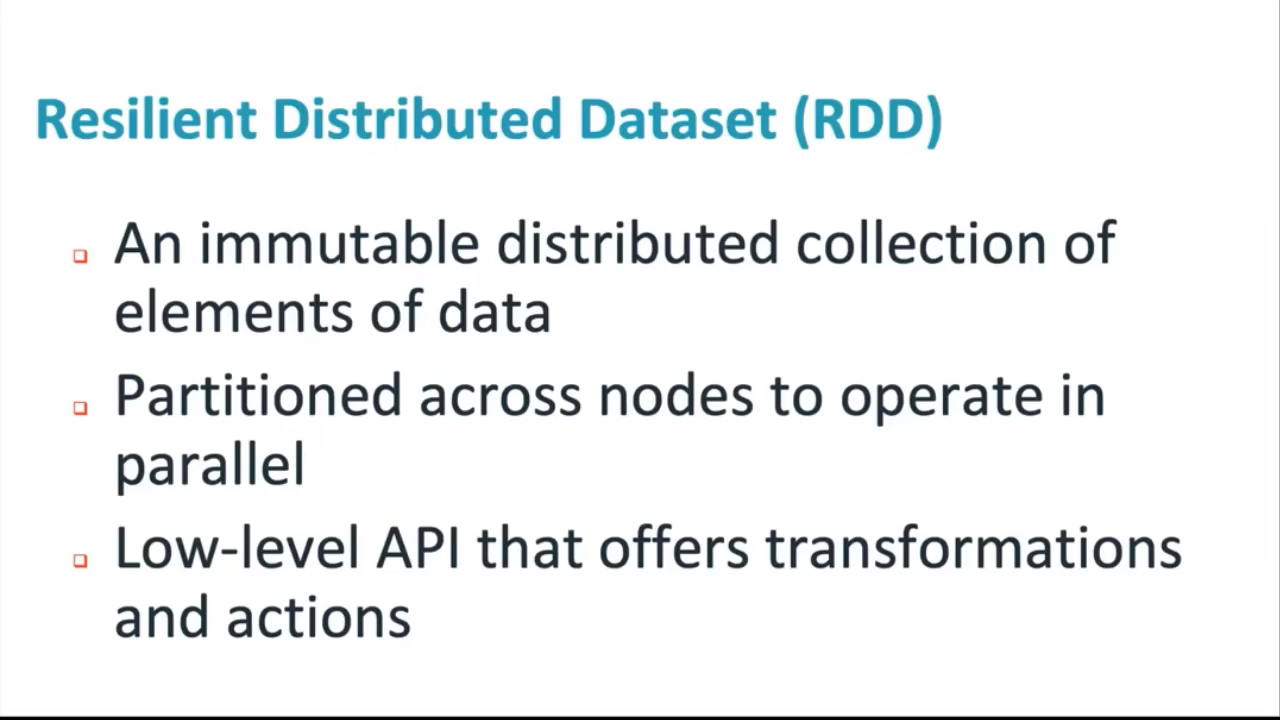 Resilient Distributed Dataset (RDD)
An immutable distributed collection of
elements of data
Partitioned across nodes to operate in
parallel
Low-level API that offers transformations
and actions